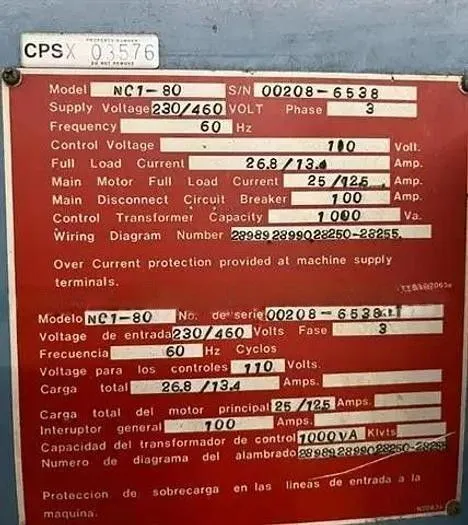 PROPERTY NUMBER
CPSX 03576
DO NOT REMOVE
Model NC1-80 S/N 00208-6538
Supply Voltage 230/460 VOLT Phase 3
Frequency 60 Hz
Control Voltage 110 Volt.
Full Load Current 26.8/13.4 Amp.
Main Motor Full Load Current 25/12.5 Amp.
Main Disconnect Circuit Breaker 100 Amp.
Control Transformer Capacity 1000 Va.
Wiring Diagram Number 28989 28990 28250-28255.
Over Current protection provided at machine supply
terminals.
Modelo NC1-80 No. de serie 00208-6538
Voltage de entrada 230/460 Volts Fase 3
Frecuencia 60 Hz Cyclos
Voltage para los controles 110 Volts.
Carga total 26.8/13.4 Amps.
Carga total del motor principal 25/12.5 Amps.
Interuptor general 100 Amps.
Capacidad del transformador de control 1000VA Klvts
Numero de diagrama del alambrado 28989 28990 28250-28255
Proteccion de sobrecarga en las lineas de entrada a la
maquina.